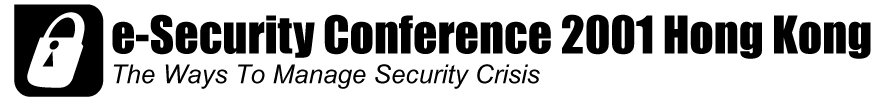 e-Security Conference 2001 Hong Kong
The Ways To Manage Security Crisis